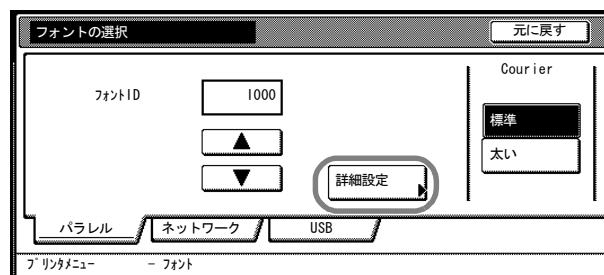 フォントの選択 元に戻す
Courier
ﾌｫﾝﾄID I000
標準
太い
▲
▼
詳細設定
パラレル ネットワーク USB
ﾌﾟﾘﾝﾀﾒﾆｭｰ - ﾌｫﾝﾄ